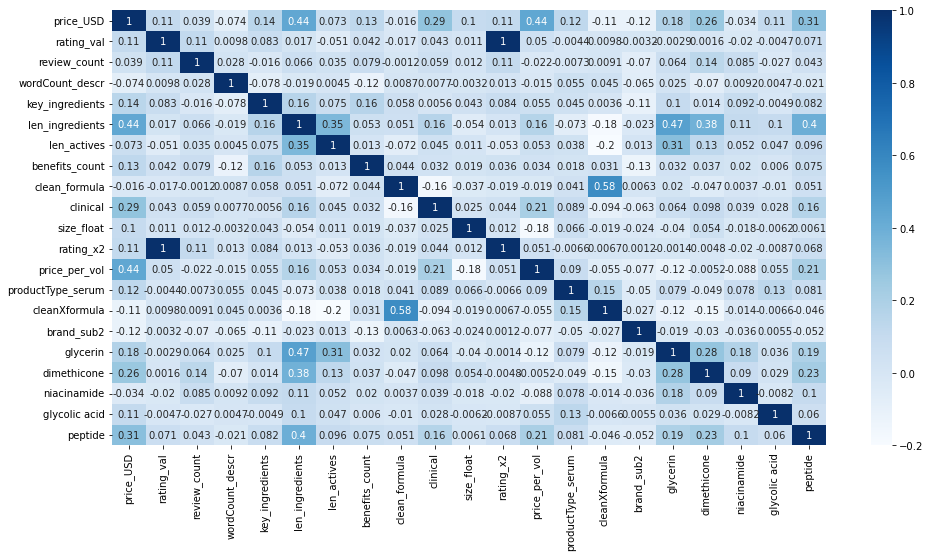 price_USD 1 0.11 0.039 -0.074 0.14 0.44 0.073 0.13 -0.016 0.29 0.1 0.11 0.44 0.12 -0.11 -0.12 0.18 0.26 -0.034 0.11 0.31
rating_val 0.11 1 0.11 0.0098 0.083 0.017 -0.051 0.042 -0.017 0.043 0.011 1 0.05 -0.0044 0.0098 -0.0032 -0.0029 0.0016 -0.02 -0.0047 0.071
review_count 0.039 0.11 1 0.028 -0.016 0.066 0.035 0.079 -0.0012 0.059 0.012 0.11 -0.022 -0.0073 0.0091 -0.07 0.064 0.14 0.085 -0.027 0.043
wordCount_descr -0.074 0.0098 0.028 1 -0.078 -0.019 0.0045 -0.12 0.0087 0.0077 -0.0032 0.013 -0.015 0.055 0.045 -0.065 0.025 -0.07 0.0092 0.0047 -0.021
key_ingredients 0.14 0.083 -0.016 -0.078 1 0.16 0.075 0.16 0.058 0.0056 0.043 0.084 0.055 0.045 0.0036 -0.11 0.1 0.014 0.092 -0.0049 0.082
len_ingredients 0.44 0.017 0.066 -0.019 0.16 1 0.35 0.053 0.051 0.16 -0.054 0.013 0.16 -0.073 -0.18 -0.023 0.47 0.38 0.11 0.1 0.4
len_actives 0.073 -0.051 0.035 0.0045 0.075 0.35 1 0.013 -0.072 0.045 0.011 -0.053 0.053 0.038 -0.2 0.013 0.31 0.13 0.052 0.047 0.096
benefits_count 0.13 0.042 0.079 -0.12 0.16 0.053 0.013 1 0.044 0.032 0.019 0.036 0.034 0.018 0.031 -0.13 0.032 0.037 0.02 0.006 0.075
clean_formula -0.016 -0.017 -0.0012 0.0087 0.058 0.051 -0.072 0.044 1 -0.16 -0.037 -0.019 -0.019 0.041 0.58 0.0063 0.02 -0.047 0.0037 -0.01 0.051
clinical 0.29 0.043 0.059 0.0077 0.0056 0.16 0.045 0.032 -0.16 1 0.025 0.044 0.21 0.089 -0.094 -0.063 0.064 0.098 0.039 0.028 0.16
size_float 0.1 0.011 0.012 -0.0032 0.043 -0.054 0.011 0.019 -0.037 0.025 1 0.012 -0.18 0.066 -0.019 -0.024 -0.04 0.054 -0.018 -0.0062 0.0061
rating_x2 0.11 1 0.11 0.013 0.084 0.013 -0.053 0.036 -0.019 0.044 0.012 1 0.051 -0.0066 0.0067 0.0012 -0.0014 -0.0048 -0.02 -0.0087 0.068
price_per_vol 0.44 0.05 -0.022 -0.015 0.055 0.16 0.053 0.034 -0.019 0.21 -0.18 0.051 1 0.09 -0.055 -0.077 -0.12 -0.0052 -0.088 0.055 0.21
productType_serum 0.12 -0.0044 -0.0073 0.055 0.045 -0.073 0.038 0.018 0.041 0.089 0.066 -0.0066 0.09 1 0.15 -0.05 0.079 -0.049 0.078 0.13 0.081
cleanXformula -0.11 0.0098 0.0091 0.045 0.0036 -0.18 -0.2 0.031 0.58 -0.094 -0.019 0.0067 -0.055 0.15 1 -0.027 -0.12 -0.15 -0.014 -0.0066 -0.046
brand_sub2 -0.12 -0.0032 -0.07 -0.065 -0.11 -0.023 0.013 -0.13 0.0063 -0.063 -0.024 0.0012 -0.077 -0.05 -0.027 1 -0.019 -0.03 -0.036 0.0055 -0.052
glycerin 0.18 -0.0029 0.064 0.025 0.1 0.47 0.31 0.032 0.02 0.064 -0.04 -0.0014 -0.12 0.079 -0.12 -0.019 1 0.28 0.18 0.036 0.19
dimethicone 0.26 0.0016 0.14 -0.07 0.014 0.38 0.13 0.037 -0.047 0.098 0.054 -0.0048 -0.0052 -0.049 -0.15 -0.03 0.28 1 0.09 0.029 0.23
niacinamide -0.034 -0.02 0.085 0.0092 0.092 0.11 0.052 0.02 0.0037 0.039 -0.018 -0.02 -0.088 0.078 -0.014 -0.036 0.18 0.09 1 -0.0082 0.1
glycolic acid 0.11 -0.0047 -0.027 0.0047 -0.0049 0.1 0.047 0.006 -0.01 0.028 -0.0062 -0.0087 0.055 0.13 -0.0066 0.0055 0.036 0.029 -0.0082 1 0.06
peptide 0.31 0.071 0.043 -0.021 0.082 0.4 0.096 0.075 0.051 0.16 0.0061 0.068 0.21 0.081 -0.046 -0.052 0.19 0.23 0.1 0.06 1
price_USD rating_val review_count wordCount_descr key_ingredients len_ingredients len_actives benefits_count clean_formula clinical size_float rating_x2 price_per_vol productType_serum cleanXformula brand_sub2 glycerin dimethicone niacinamide glycolic acid peptide
1.0
0.8
0.6
0.4
0.2
0.0
−0.2